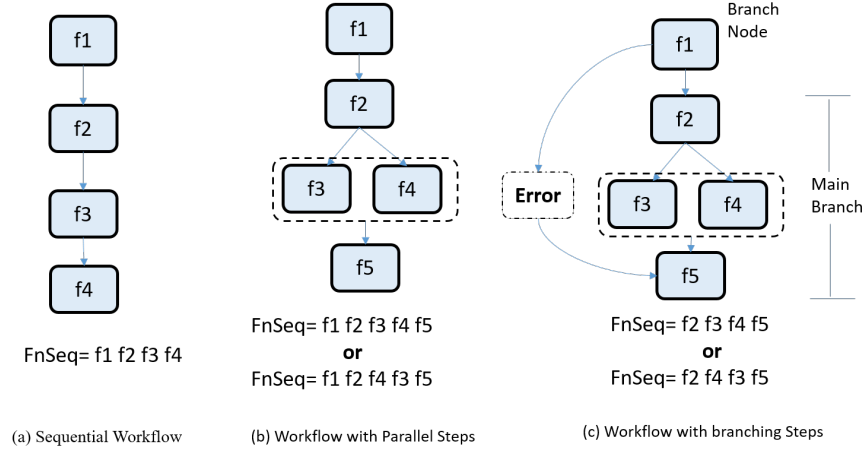 f1
f2
f3
f4
FnSeq= f1 f2 f3 f4
(a) Sequential Workflow
f1
f2
f3
f4
f5
FnSeq= f1 f2 f3 f4 f5
or
FnSeq= f1 f2 f4 f3 f5
(b) Workflow with Parallel Steps
Branch
Node
f1
f2
Error
f3
f4
Main
Branch
f5
FnSeq= f2 f3 f4 f5
or
FnSeq= f2 f4 f3 f5
(c) Workflow with branching Steps